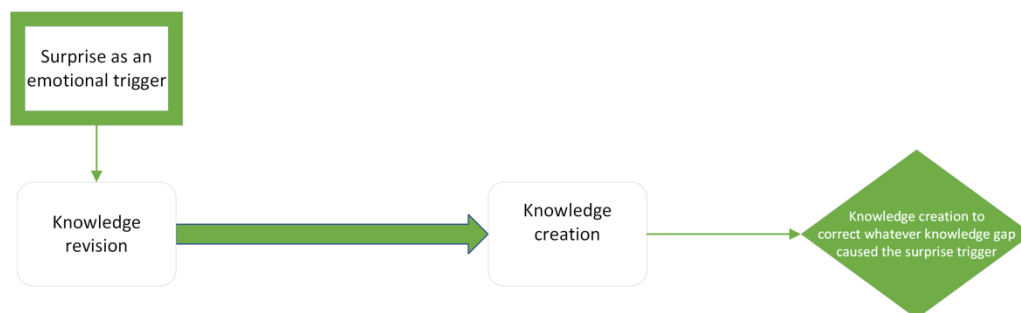 Surprise as an
emotional trigger
Knowledge
revision
Knowledge
creation
Knowledge creation to
correct whatever knowledge gap
caused the surprise trigger